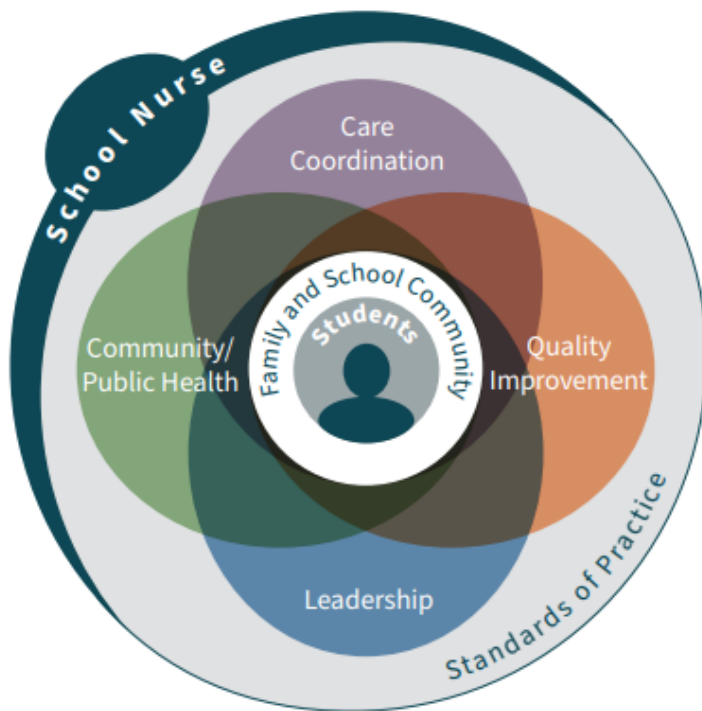 School Nurse
Care
Coordination
Family and School Community
Students
Community/
Public Health
Quality
Improvement
Leadership
Standards of Practice